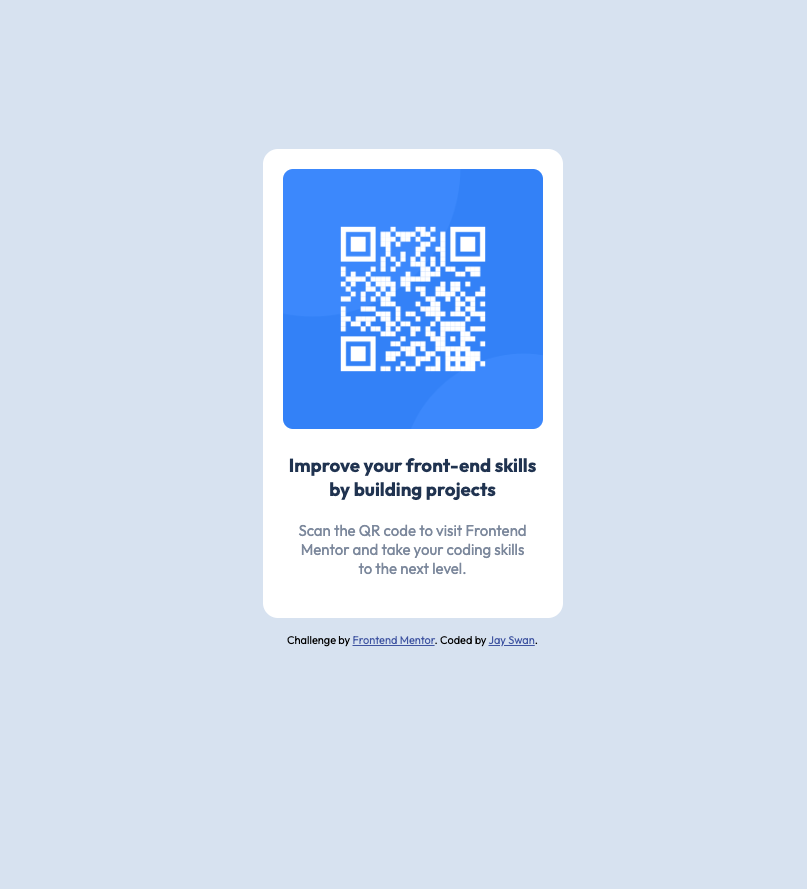 Improve your front-end skills
by building projects
Scan the QR code to visit Frontend
Mentor and take your coding skills
to the next level.
Challenge by Frontend Mentor. Coded by Jay Swan.